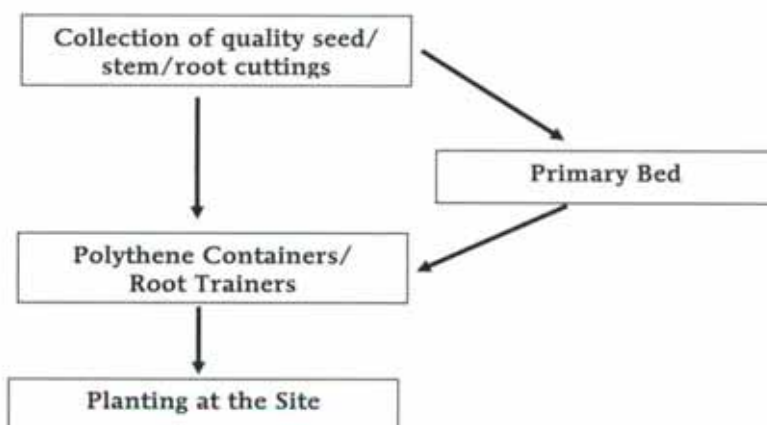 Collection of quality seed/
stem/root cuttings
Primary Bed
Polythene Containers/
Root Trainers
Planting at the Site